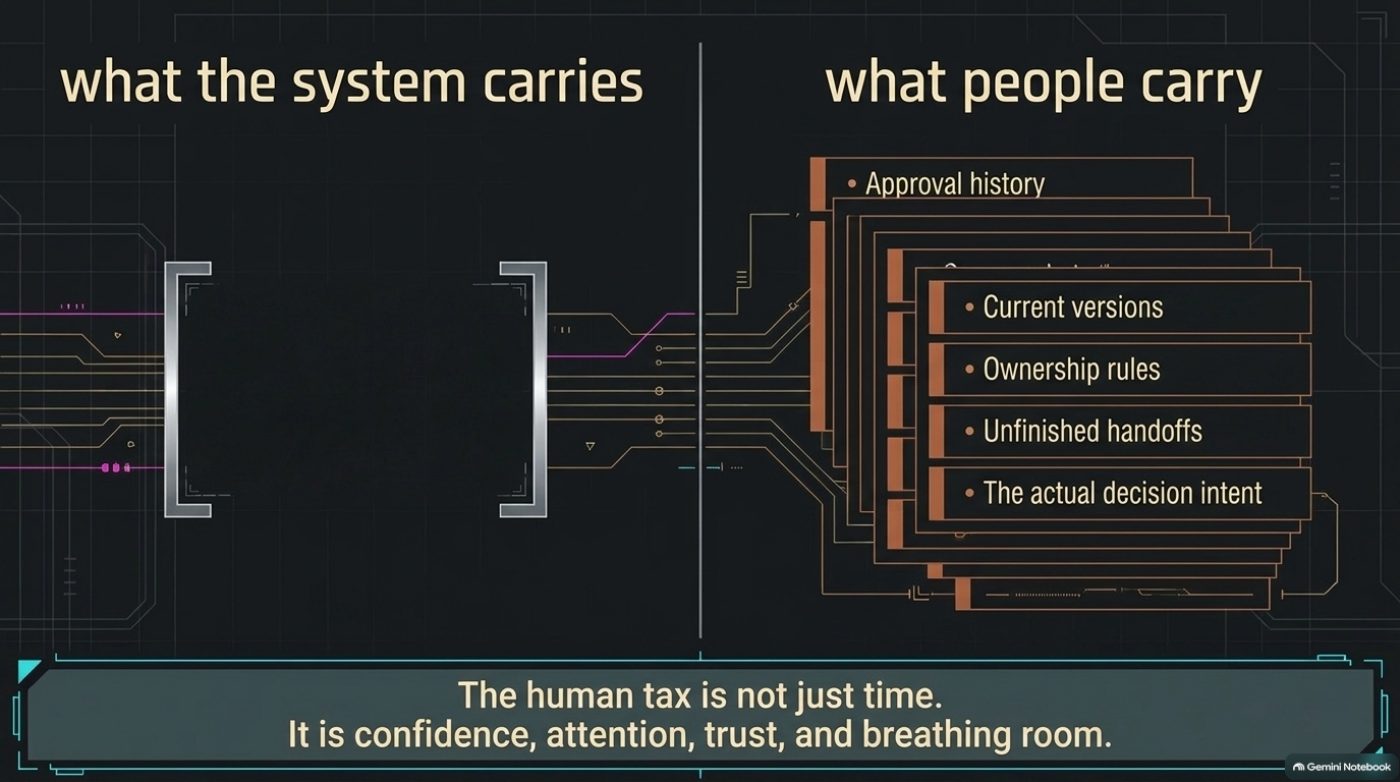 what the system carries
what people carry
• Approval history
• Current versions
• Ownership rules
• Unfinished handoffs
• The actual decision intent
The human tax is not just time.
It is confidence, attention, trust, and breathing room.
Gemini Notebook